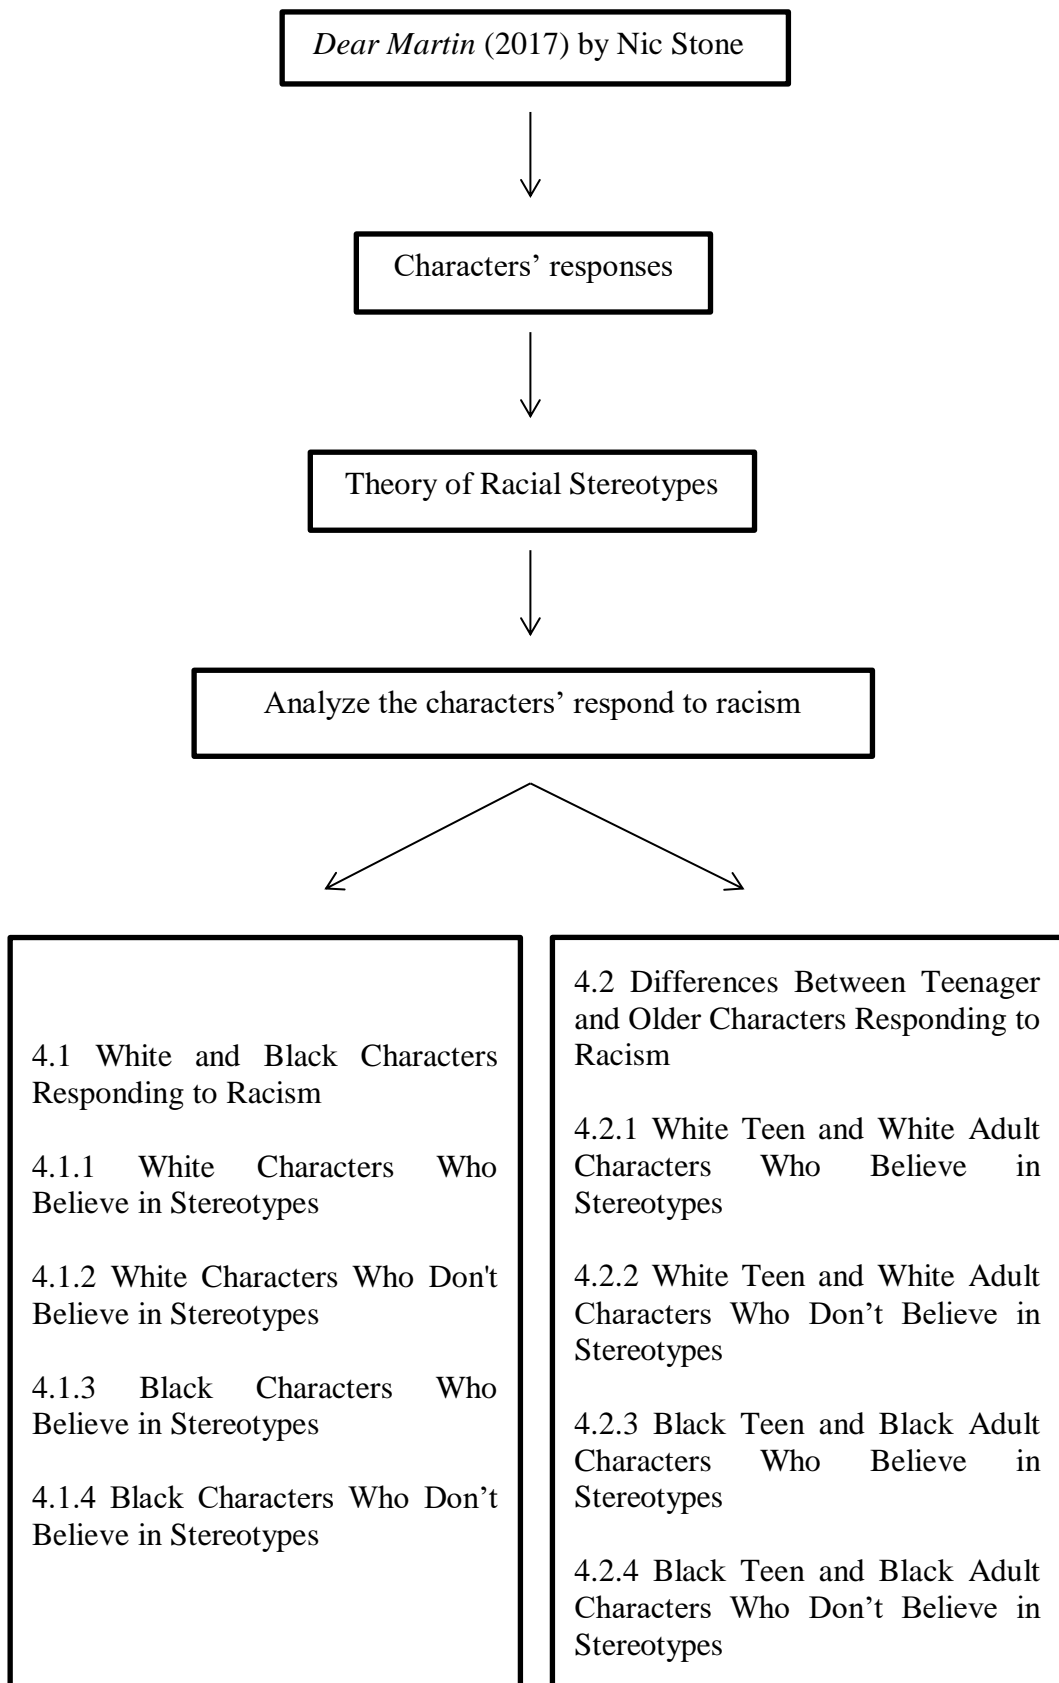 Dear Martin (2017) by Nic Stone
Characters’ responses
Theory of Racial Stereotypes
Analyze the characters’ respond to racism
4.1 White and Black Characters
Responding to Racism
4.1.1 White Characters Who
Believe in Stereotypes
4.1.2 White Characters Who Don't
Believe in Stereotypes
4.1.3 Black Characters Who
Believe in Stereotypes
4.1.4 Black Characters Who Don’t
Believe in Stereotypes
4.2 Differences Between Teenager
and Older Characters Responding to
Racism
4.2.1 White Teen and White Adult
Characters Who Believe in
Stereotypes
4.2.2 White Teen and White Adult
Characters Who Don’t Believe in
Stereotypes
4.2.3 Black Teen and Black Adult
Characters Who Believe in
Stereotypes
4.2.4 Black Teen and Black Adult
Characters Who Don’t Believe in
Stereotypes